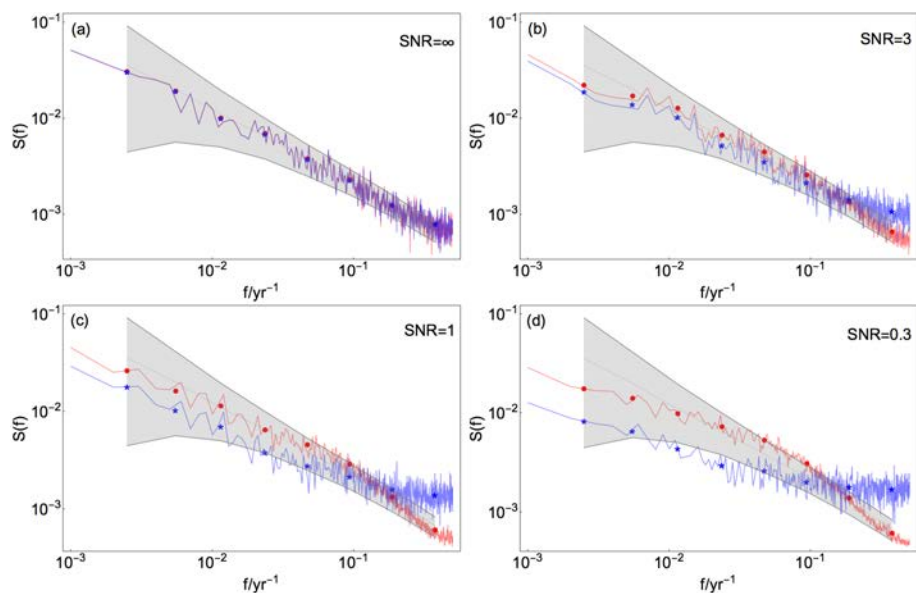 (a)
SNR=∞
S(f)
10⁻¹
10⁻²
10⁻³
10⁻³ 10⁻² 10⁻¹
f/yr⁻¹
(b)
SNR=3
S(f)
10⁻¹
10⁻²
10⁻³
10⁻³ 10⁻² 10⁻¹
f/yr⁻¹
(c)
SNR=1
S(f)
10⁻¹
10⁻²
10⁻³
10⁻³ 10⁻² 10⁻¹
f/yr⁻¹
(d)
SNR=0.3
S(f)
10⁻¹
10⁻²
10⁻³
10⁻³ 10⁻² 10⁻¹
f/yr⁻¹